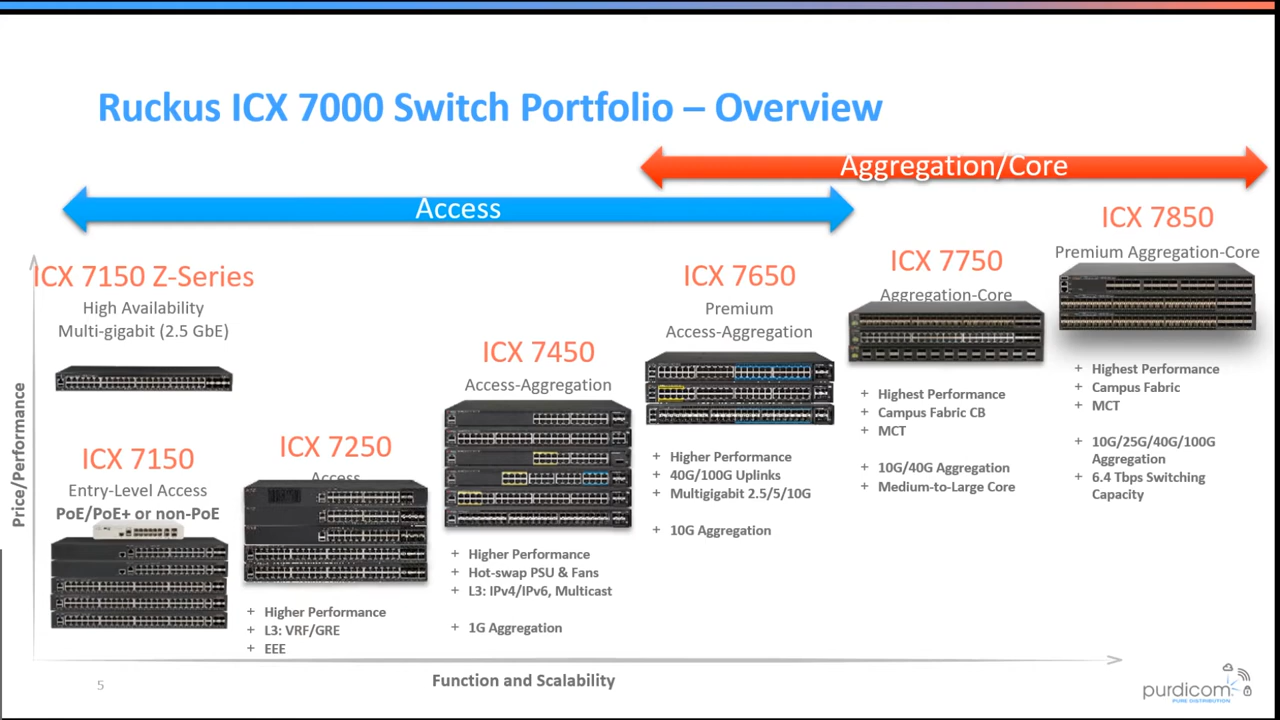 Ruckus ICX 7000 Switch Portfolio – Overview
Aggregation/Core
Access
ICX 7150 Z-Series
High Availability
Multi-gigabit (2.5 GbE)
ICX 7150
Entry-Level Access
PoE/PoE+ or non-PoE
ICX 7250
Access
+ Higher Performance
+ L3: VRF/GRE
+ EEE
ICX 7450
Access-Aggregation
+ Higher Performance
+ Hot-swap PSU & Fans
+ L3: IPv4/IPv6, Multicast
+ 1G Aggregation
ICX 7650
Premium
Access-Aggregation
+ Higher Performance
+ 40G/100G Uplinks
+ Multigigabit 2.5/5/10G
+ 10G Aggregation
ICX 7750
Aggregation-Core
+ Highest Performance
+ Campus Fabric CB
+ MCT
+ 10G/40G Aggregation
+ Medium-to-Large Core
ICX 7850
Premium Aggregation-Core
+ Highest Performance
+ Campus Fabric
+ MCT
+ 10G/25G/40G/100G
Aggregation
+ 6.4 Tbps Switching
Capacity
Price/Performance
Function and Scalability
5
purdicom
PURE DISTRIBUTION